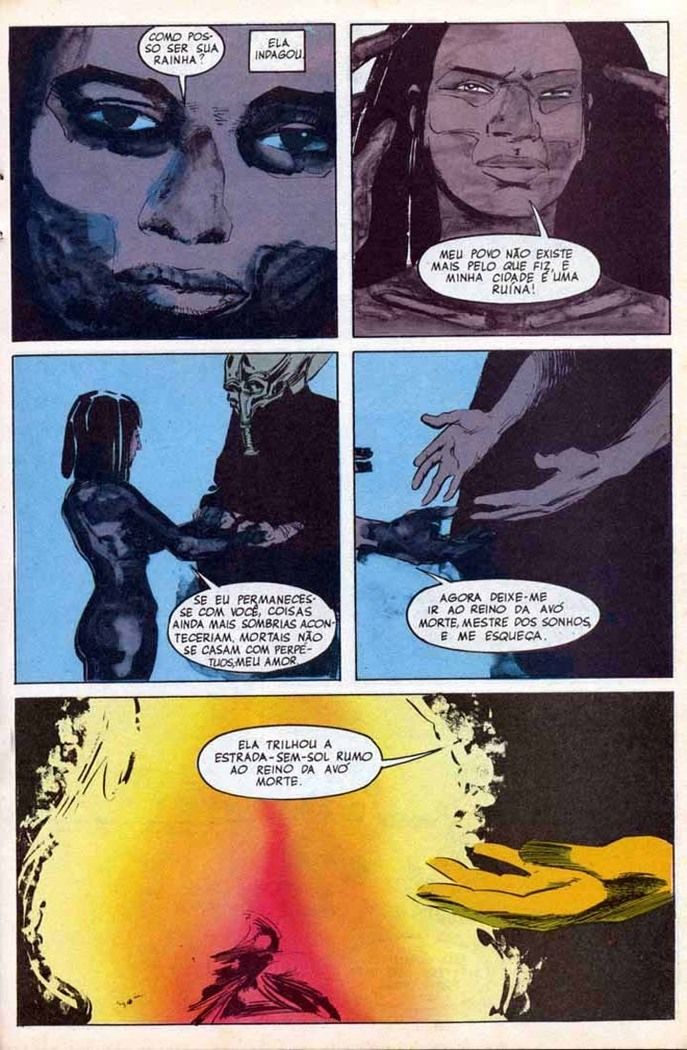 COMO POS-
SO SER SUA
RAINHA?
ELA
INDAGOU.
MEU POVO NÃO EXISTE
MAIS PELO QUE FIZ, E
MINHA CIDADE É UMA
RUÍNA!
SE EU PERMANECES-
SE COM VOCÊ, COISAS
AINDA MAIS SOMBRIAS ACON-
TECERIAM, MORTAIS NÃO
SE CASAM COM PERPÉ-
TUOS, MEU AMOR.
AGORA DEIXE-ME
IR AO REINO DA AVÓ
MORTE, MESTRE DOS SONHOS,
E ME ESQUEÇA.
ELA TRILHOU A
ESTRADA-SEM-SOL RUMO
AO REINO DA AVÓ
MORTE.